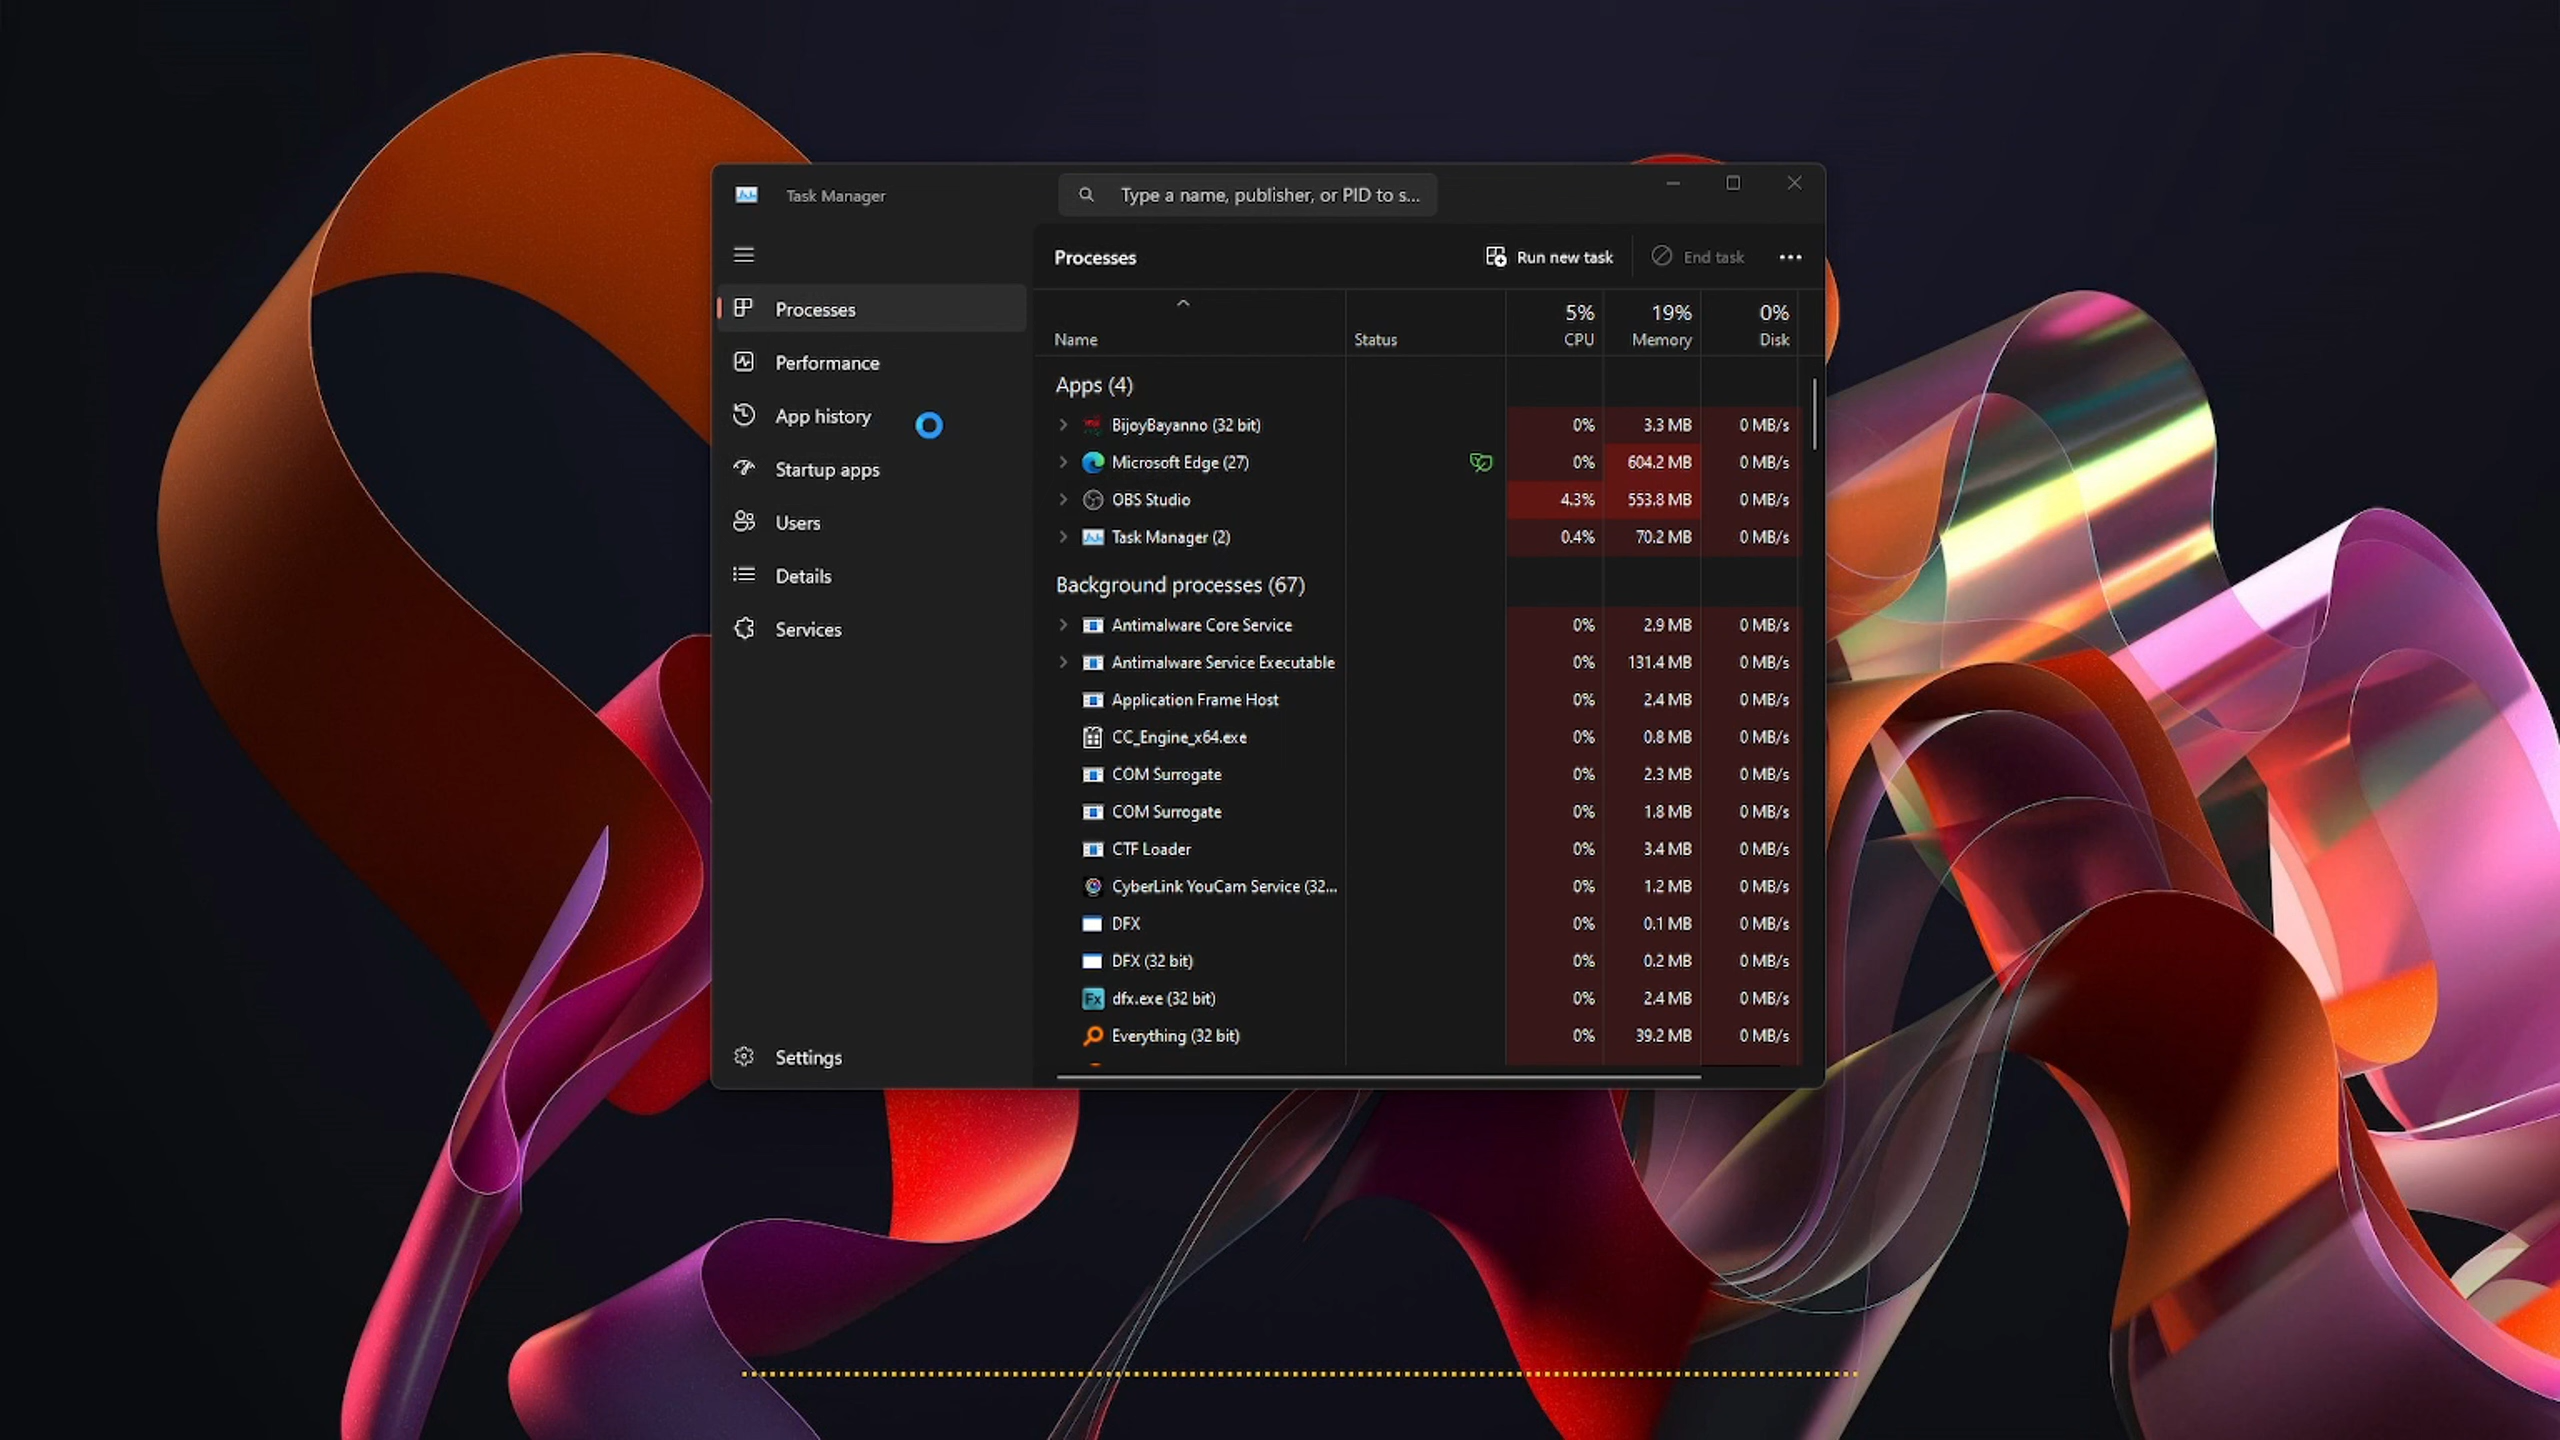 Task Manager
Type a name, publisher, or PID to s...
Processes
Run new task
End task
Processes
Performance
App history
Startup apps
Users
Details
Services
Settings
5% 19% 0%
Name Status CPU Memory Disk
Apps (4)
BijoyBayanno (32 bit) 0% 3.3 MB 0 MB/s
Microsoft Edge (27) 0% 604.2 MB 0 MB/s
OBS Studio 4.3% 553.8 MB 0 MB/s
Task Manager (2) 0.4% 70.2 MB 0 MB/s
Background processes (67)
Antimalware Core Service 0% 2.9 MB 0 MB/s
Antimalware Service Executable 0% 131.4 MB 0 MB/s
Application Frame Host 0% 2.4 MB 0 MB/s
CC_Engine_x64.exe 0% 0.8 MB 0 MB/s
COM Surrogate 0% 2.3 MB 0 MB/s
COM Surrogate 0% 1.8 MB 0 MB/s
CTF Loader 0% 3.4 MB 0 MB/s
CyberLink YouCam Service (32... 0% 1.2 MB 0 MB/s
DFX 0% 0.1 MB 0 MB/s
DFX (32 bit) 0% 0.2 MB 0 MB/s
Fx dfx.exe (32 bit) 0% 2.4 MB 0 MB/s
Everything (32 bit) 0% 39.2 MB 0 MB/s